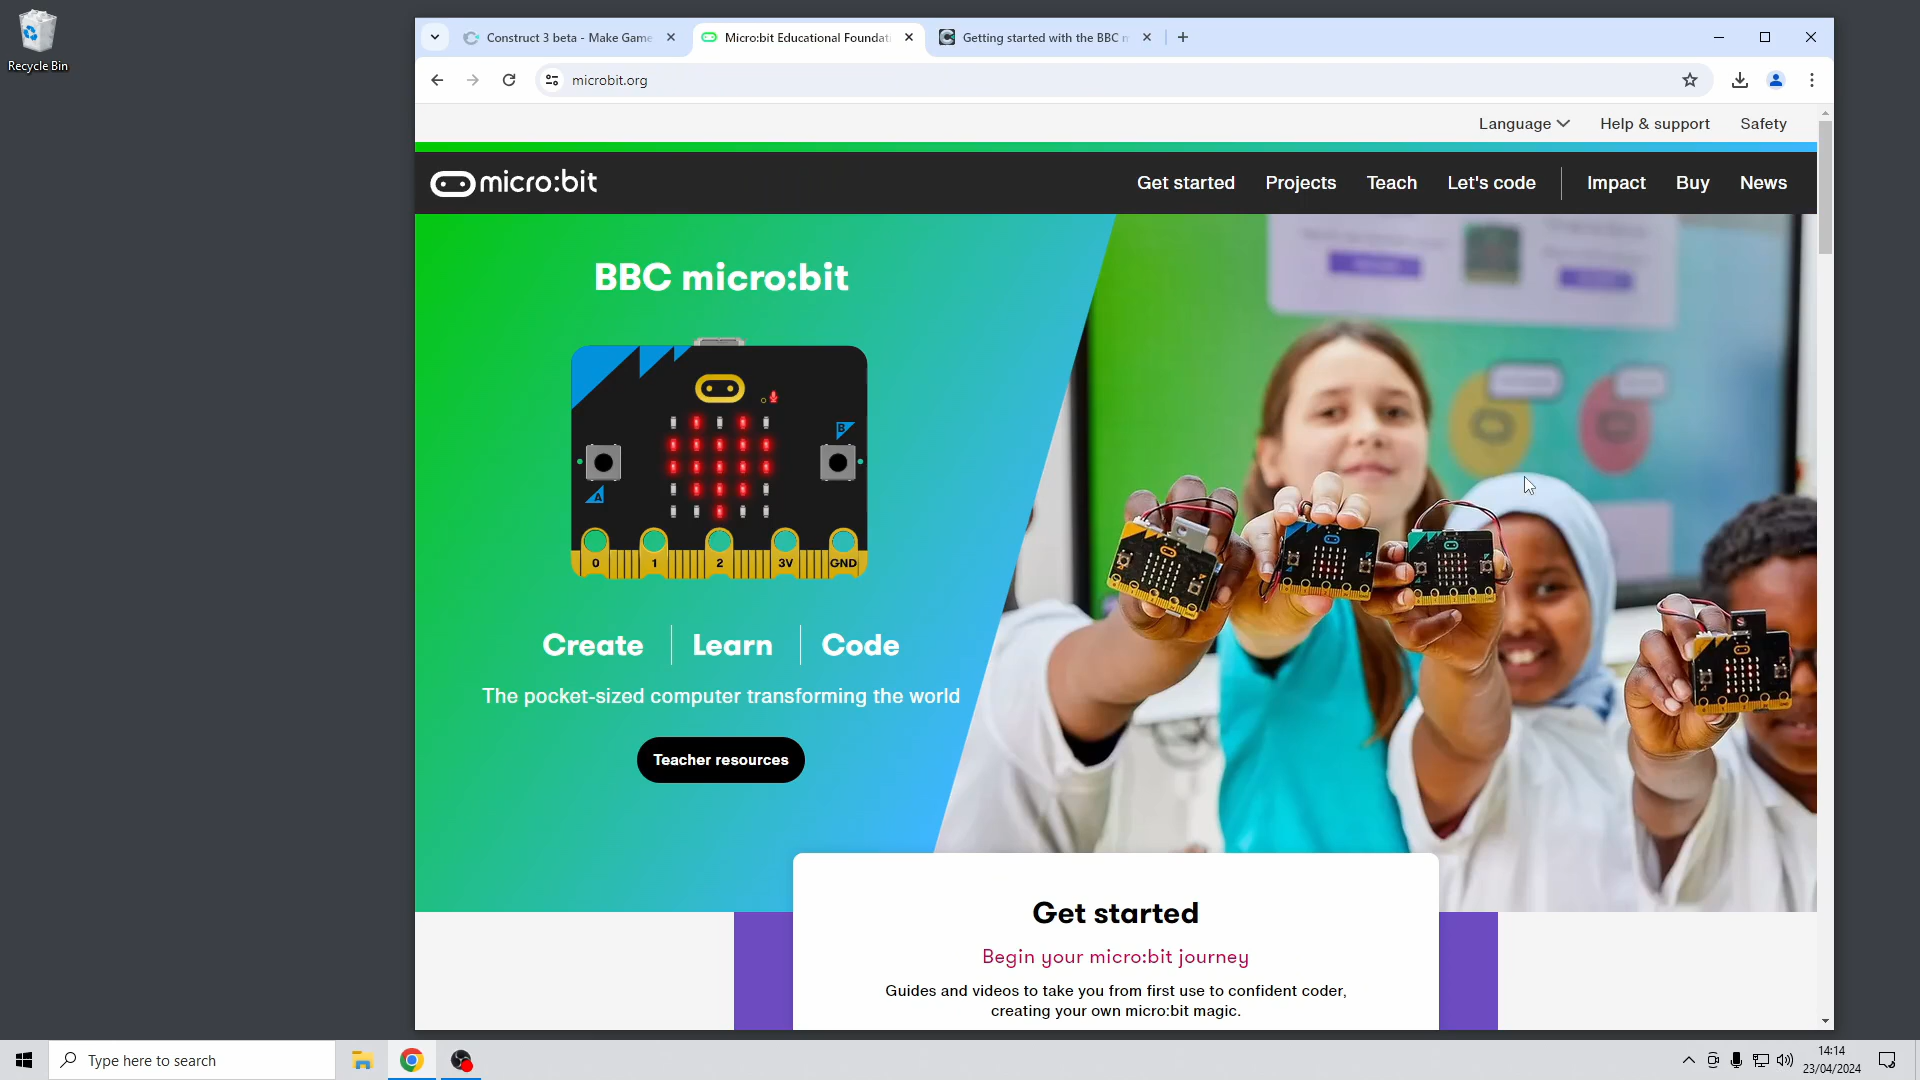 Recycle Bin
Construct 3 beta - Make Game
Micro:bit Educational Foundati
Getting started with the BBC m
microbit.org
Language
Help & support
Safety
micro:bit
Get started
Projects
Teach
Let's code
Impact
Buy
News
BBC micro:bit
B
A
0 1 2 3V GND
Create
Learn
Code
The pocket-sized computer transforming the world
Teacher resources
Get started
Begin your micro:bit journey
Guides and videos to take you from first use to confident coder,
creating your own micro:bit magic.
Type here to search
14:14
23/04/2024